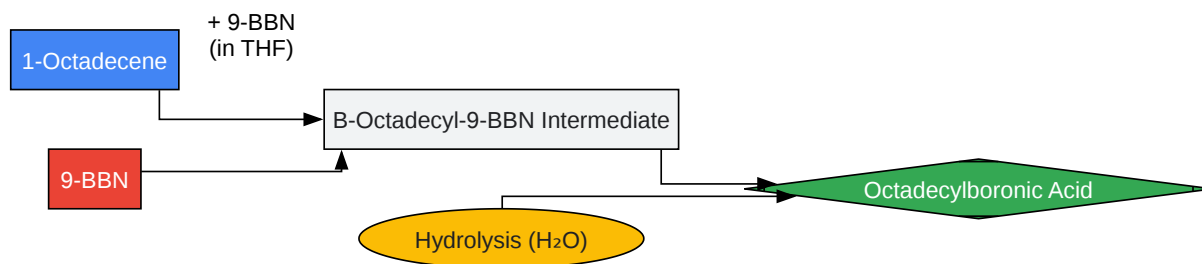 + 9-BBN
(in THF)
1-Octadecene
B-Octadecyl-9-BBN Intermediate
9-BBN
Octadecylboronic Acid
Hydrolysis (H₂O)